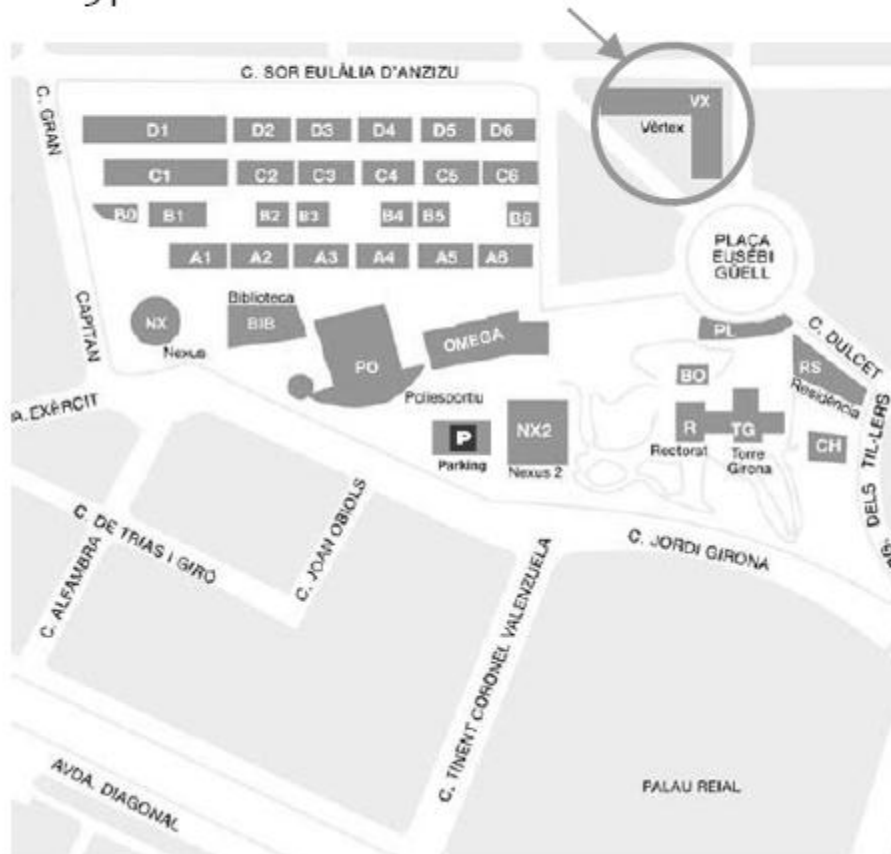 C. SOR EULÀLIA D'ANZIZU
C. GRAN
CAPITAN
VX
Vèrtex
D1 D2 D3 D4 D5 D6
C1 C2 C3 C4 C5 C6
B0 B1 B2 B3 B4 B5 B6
A1 A2 A3 A4 A5 A6
PLAÇA
EUSÈBI
GÜELL
NX
Nexus
Biblioteca
BIB
PO
Poliesportiu
OMEGA
PL
C. DULCET
RS
Residència
BO
R
Rectorat
TG
Torre
Girona
CH
DELS TIL·LERS
P
Parking
NX2
Nexus 2
A. EXÈRCIT
C. JORDI GIRONA
C. DE TRIAS I GIRÓ
C. JOAN OBIOLS
C. ALFAMBRA
C. TINENT CORONEL VALENZUELA
AVDA. DIAGONAL
PALAU REIAL